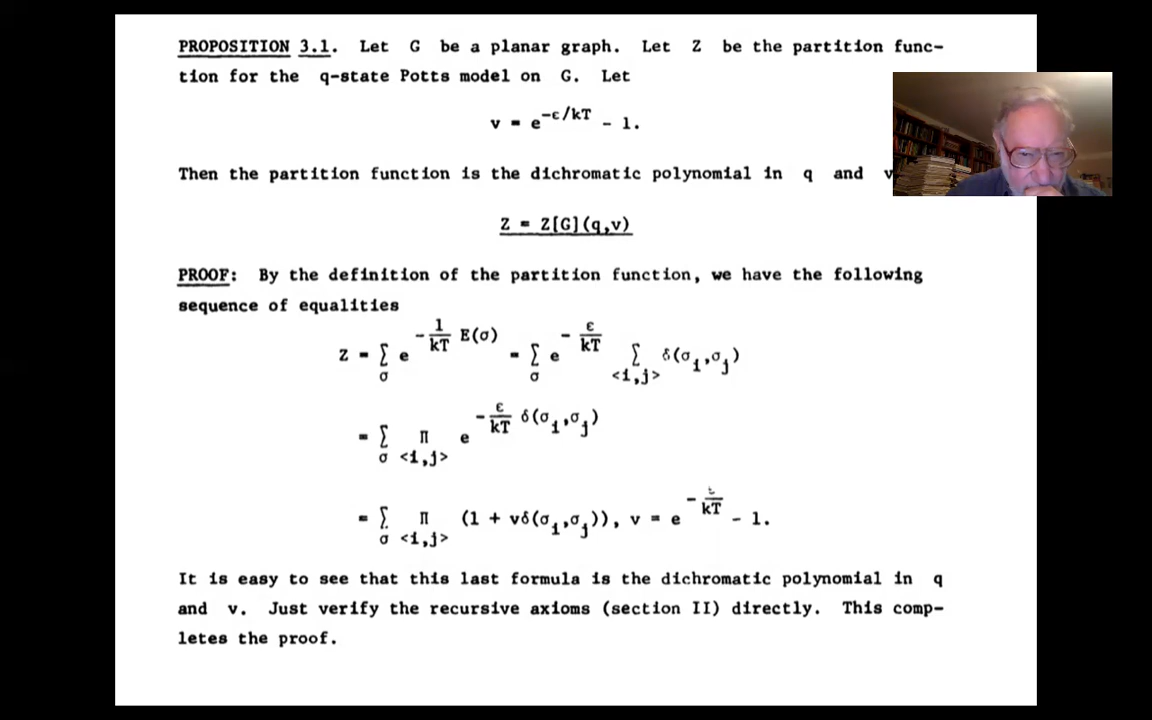 PROPOSITION 3.1. Let G be a planar graph. Let Z be the partition func-
tion for the q-state Potts model on G. Let
v = e^{-ε/kT} - 1.
Then the partition function is the dichromatic polynomial in q and v
Z = Z[G](q,v)
PROOF: By the definition of the partition function, we have the following
sequence of equalities
Z = Σ_σ e^{-\frac{1}{kT} E(σ)} = Σ_σ e^{-\frac{ε}{kT} Σ_{<i,j>} δ(σ_i,σ_j)}
= Σ_σ Π_{<i,j>} e^{-\frac{ε}{kT} δ(σ_i,σ_j)}
= Σ_σ Π_{<i,j>} (1 + vδ(σ_i,σ_j)), v = e^{-\frac{ε}{kT}} - 1.
It is easy to see that this last formula is the dichromatic polynomial in q
and v. Just verify the recursive axioms (section II) directly. This comp-
letes the proof.